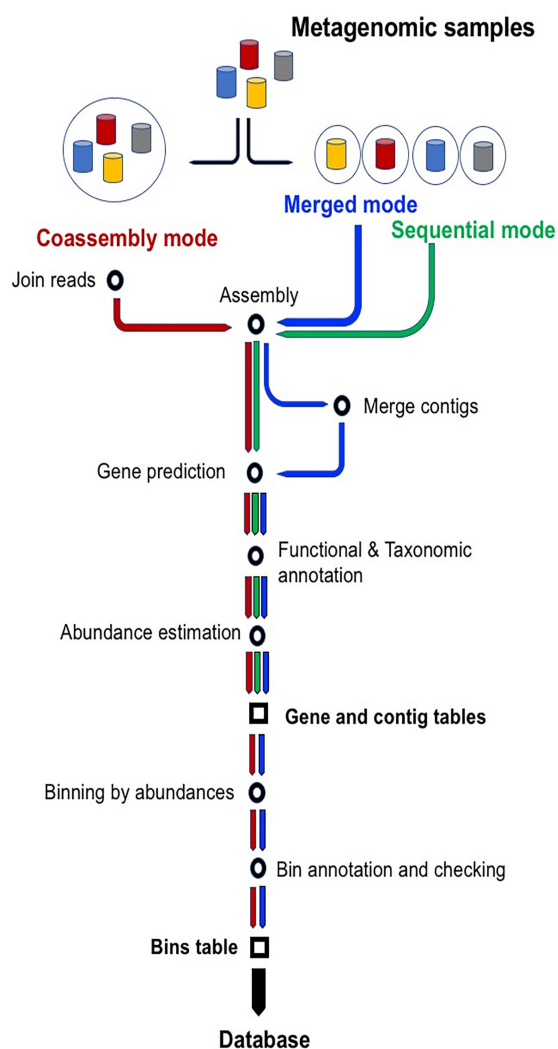 Metagenomic samples
Merged mode
Sequential mode
Coassembly mode
Join reads
Assembly
Merge contigs
Gene prediction
Functional & Taxonomic
annotation
Abundance estimation
Gene and contig tables
Binning by abundances
Bin annotation and checking
Bins table
Database